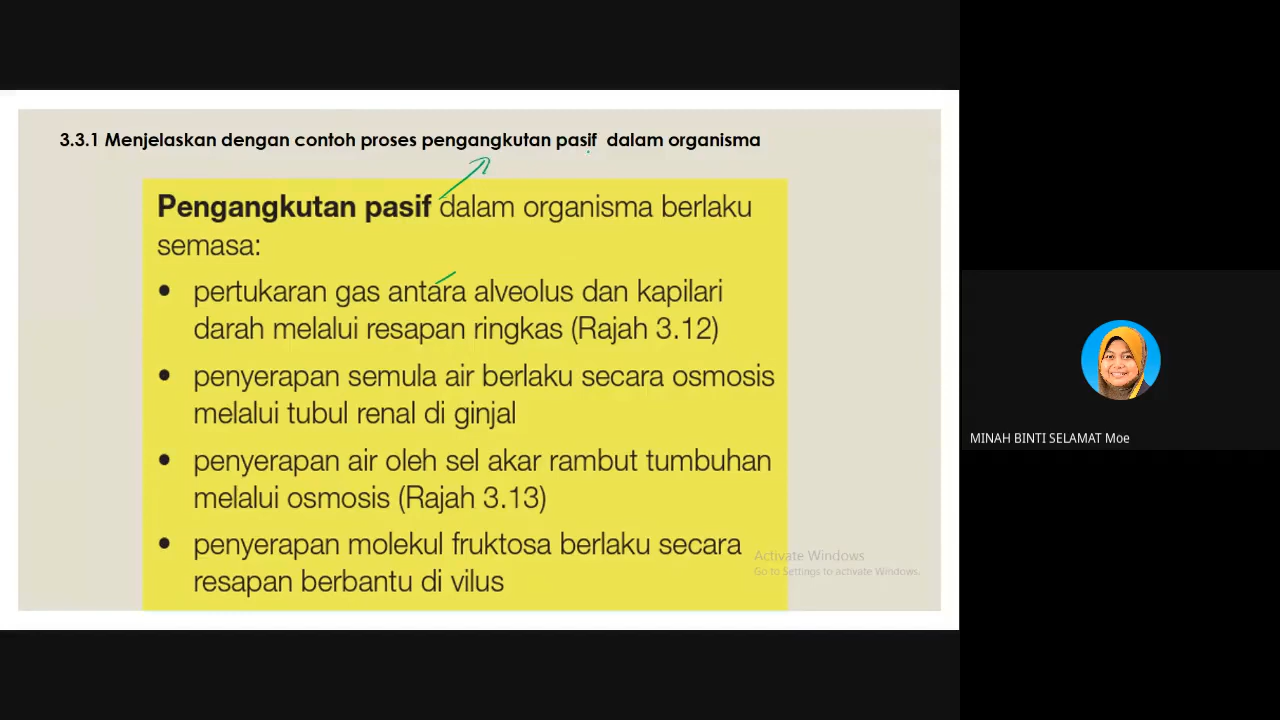 3.3.1 Menjelaskan dengan contoh proses pengangkutan pasif dalam organisma
Pengangkutan pasif dalam organisma berlaku
semasa:
• pertukaran gas antara alveolus dan kapilari
darah melalui resapan ringkas (Rajah 3.12)
• penyerapan semula air berlaku secara osmosis
melalui tubul renal di ginjal
• penyerapan air oleh sel akar rambut tumbuhan
melalui osmosis (Rajah 3.13)
• penyerapan molekul fruktosa berlaku secara
resapan berbantu di vilus
Activate Windows
Go to Settings to activate Windows.
MINAH BINTI SELAMAT Moe